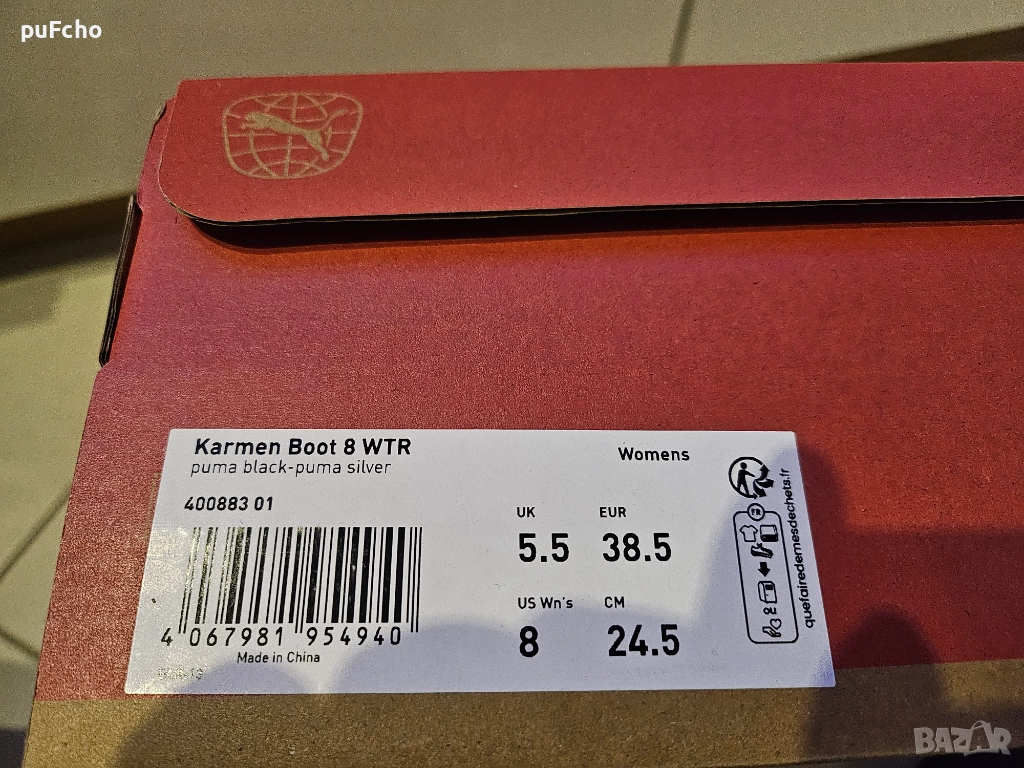 puFcho
Karmen Boot 8 WTR
puma black-puma silver
Womens
400883 01
UK EUR
5.5 38.5
US Wn's CM
8 24.5
4 067981 954940
Made in China
FR
quefairedemesdechets.fr
BAZAR